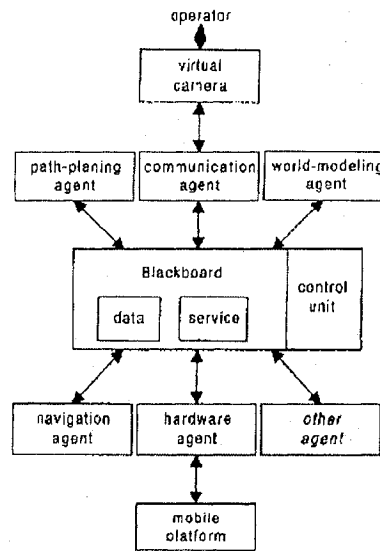 operator
virtual
camera
path-planing
agent
communication
agent
world-modeling
agent
Blackboard
control
unit
data
service
navigation
agent
hardware
agent
other
agent
mobile
platform